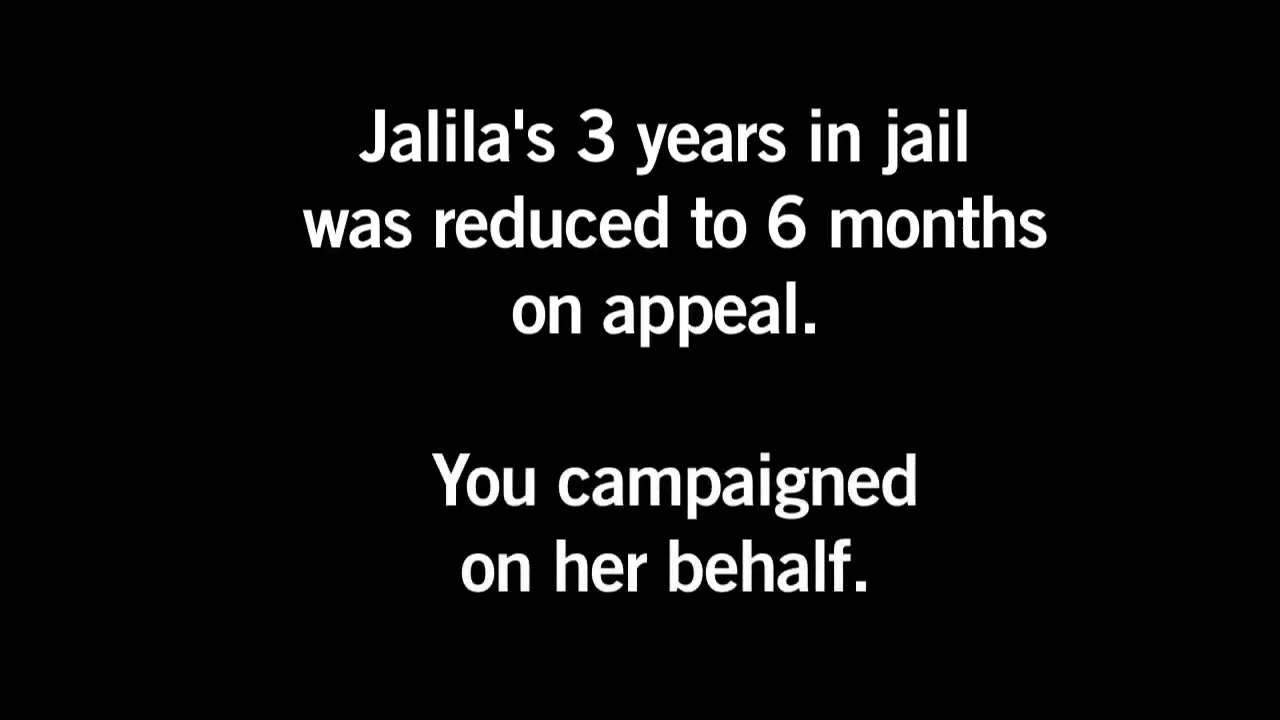 Jalila's 3 years in jail
was reduced to 6 months
on appeal.
You campaigned
on her behalf.